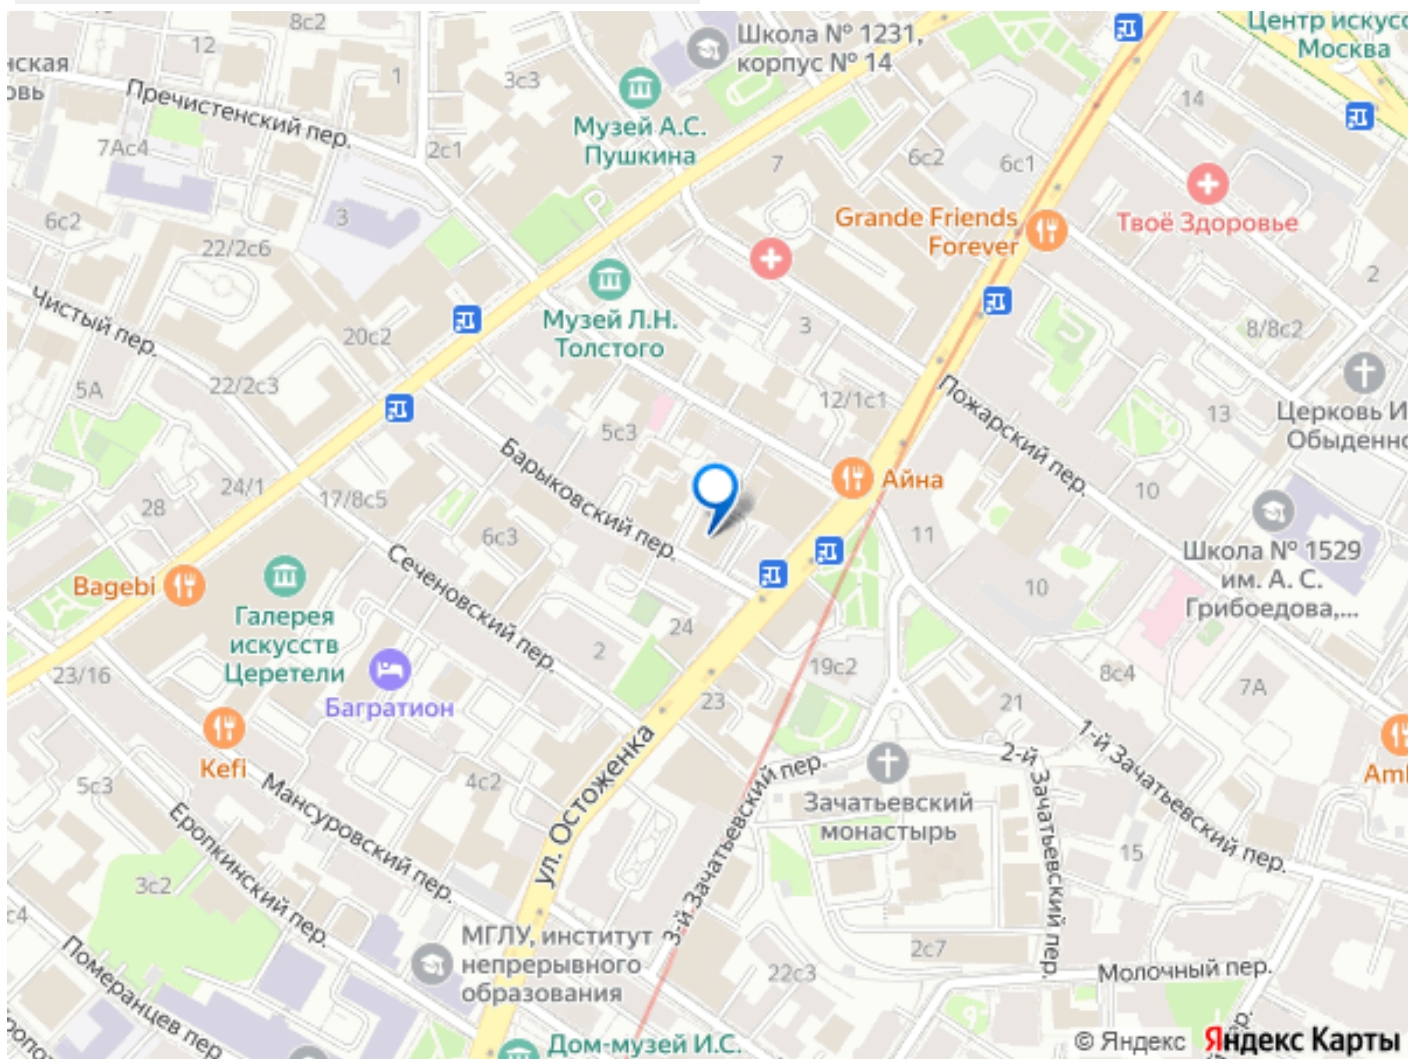 8с2
Школа № 1231,
корпус № 14
Центр искусс
Москва
12
нская
овь
1
3с3
Пречистенский пер.
Музей А.С.
Пушкина
14
7Ас4
2с1
7
6с2
6с1
Твоё Здоровье
Grande Friends
Forever
6с2
3
22/2с6
2
Чистый пер.
Музей Л.Н.
Толстого
3
8/8с2
20с2
5А
22/2с3
12/1с1
Пожарский пер.
13
Церковь И
Обыденно
5с3
Барыковский пер.
Айна
28
24/1
17/8с5
10
6с3
11
Сеченовский пер.
Школа № 1529
им. А. С.
Грибоедова,...
Bagebi
Галерея
искусств
Церетели
10
24
2
19с2
23/16
Багратион
23
8с4
7А
21
Kefi
ул. Остоженка
1-й Зачатьевский пер.
2-й Зачатьевский пер.
3-й Зачатьевский пер.
Зачатьевский
монастырь
Aml
5с3
4с2
Мансуровский пер.
Еропкинский пер.
15
3с2
с4
МГЛУ, институт
непрерывного
образования
2с7
22с3
Молочный пер.
Померанцев пер.
Дом-музей И.С.
© Яндекс Яндекс Карты